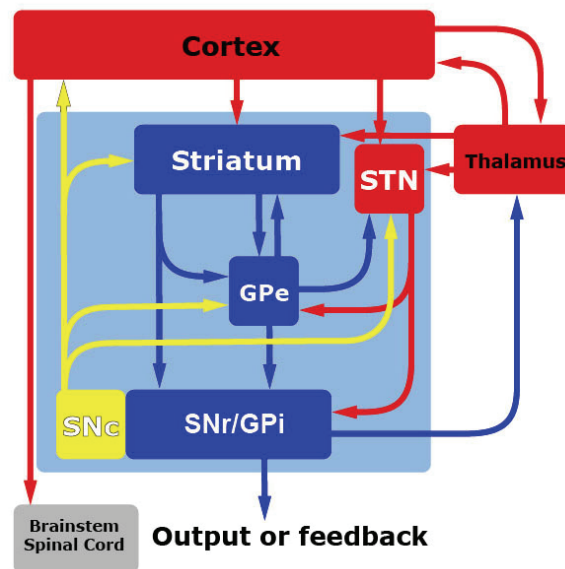 Cortex
Striatum
STN
Thalamus
GPe
SNc
SNr/GPi
Brainstem
Spinal Cord
Output or feedback